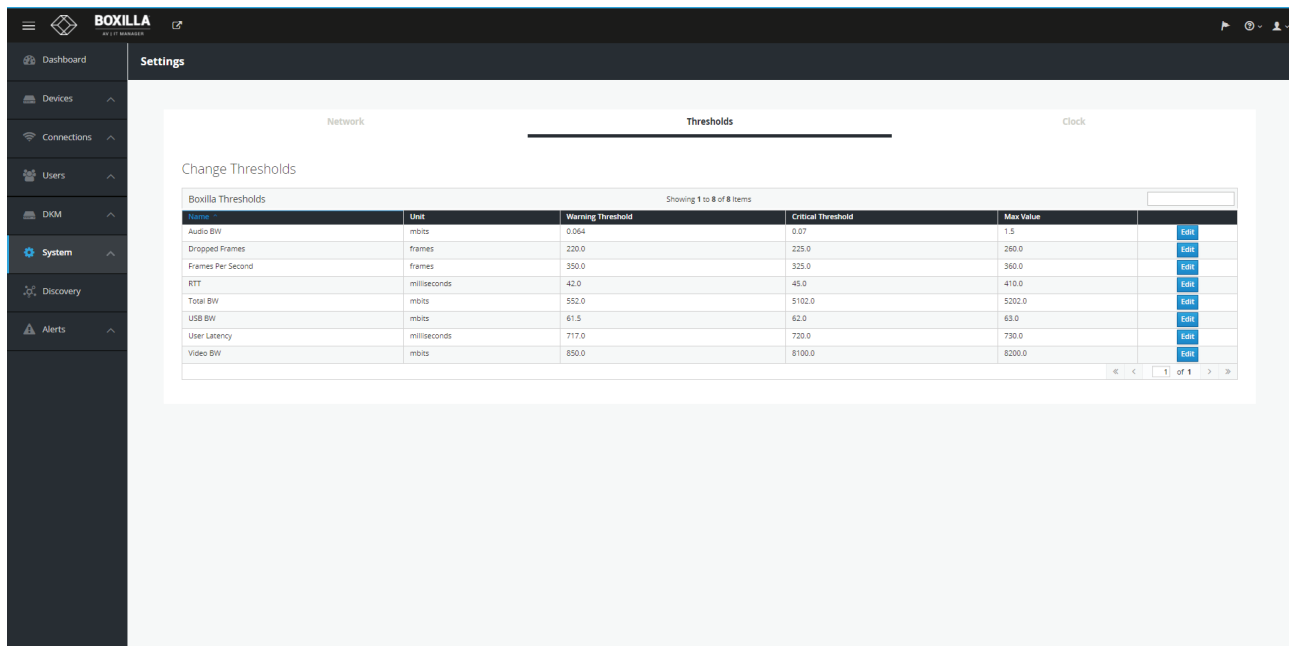 BOXILLA
AV | IT MANAGER
Dashboard
Settings
Devices
Connections
Users
DKM
System
Discovery
Alerts
Network Thresholds Clock
Change Thresholds
Boxilla Thresholds Showing 1 to 8 of 8 Items
Name Unit Warning Threshold Critical Threshold Max Value
Audio BW mbits 0.064 0.07 1.5 Edit
Dropped Frames frames 220.0 225.0 260.0 Edit
Frames Per Second frames 350.0 325.0 360.0 Edit
RTT milliseconds 42.0 45.0 410.0 Edit
Total BW mbits 552.0 5102.0 5202.0 Edit
USB BW mbits 61.5 62.0 63.0 Edit
User Latency milliseconds 717.0 720.0 730.0 Edit
Video BW mbits 850.0 8100.0 8200.0 Edit
« < 1 of 1 > »